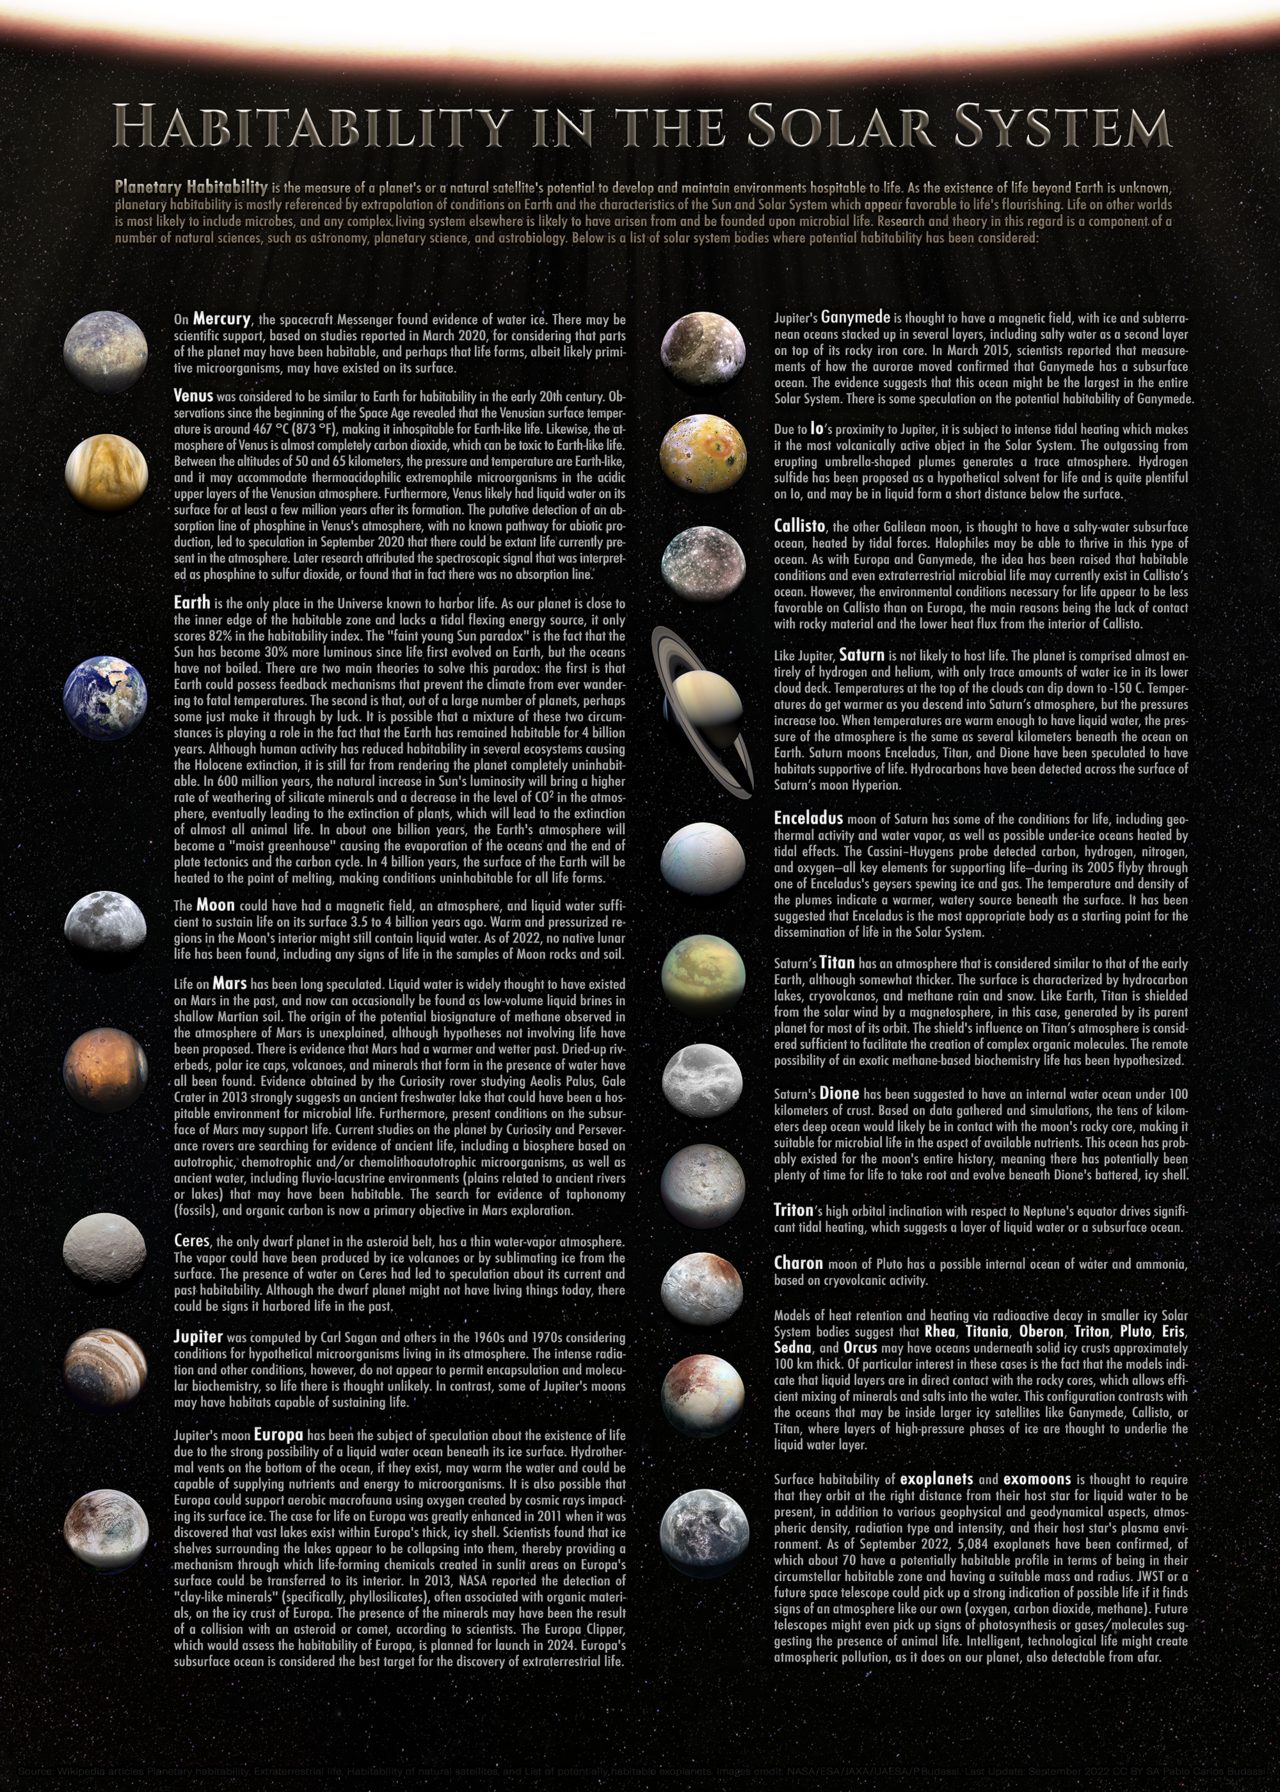 HABITABILITY IN THE SOLAR SYSTEM
Planetary Habitability is the measure of a planet's or a natural satellite's potential to develop and maintain environments hospitable to life. As the existence of life beyond Earth is unknown,
planetary habitability is mostly referenced by extrapolation of conditions on Earth and the characteristics of the Sun and Solar System which appear favorable to life's flourishing. Life on other worlds
is most likely to include microbes, and any complex living system elsewhere is likely to have arisen from and be founded upon microbial life. Research and theory in this regard is a component of a
number of natural sciences, such as astronomy, planetary science, and astrobiology. Below is a list of solar system bodies where potential habitability has been considered:
On Mercury, the spacecraft Messenger found evidence of water ice. There may be
scientific support, based on studies reported in March 2020, for considering that parts
of the planet may have been habitable, and perhaps that life forms, albeit likely primi-
tive microorganisms, may have existed on its surface.
Venus was considered to be similar to Earth for habitability in the early 20th century. Ob-
servations since the beginning of the Space Age revealed that the Venusian surface temper-
ature is around 467 °C (873 °F), making it inhospitable for Earth-like life. Likewise, the at-
mosphere of Venus is almost completely carbon dioxide, which can be toxic to Earth-like life.
Between the altitudes of 50 and 65 kilometers, the pressure and temperature are Earth-like,
and it may accommodate thermoacidophilic extremophile microorganisms in the acidic
upper layers of the Venusian atmosphere. Furthermore, Venus likely had liquid water on its
surface for at least a few million years after its formation. The putative detection of an ab-
sorption line of phosphine in Venus's atmosphere, with no known pathway for abiotic pro-
duction, led to speculation in September 2020 that there could be extant life currently pre-
sent in the atmosphere. Later research attributed the spectroscopic signal that was interpret-
ed as phosphine to sulfur dioxide, or found that in fact there was no absorption line.
Earth is the only place in the Universe known to harbor life. As our planet is close to
the inner edge of the habitable zone and lacks a tidal flexing energy source, it only
scores 82% in the habitability index. The "faint young Sun paradox" is the fact that the
Sun has become 30% more luminous since life first evolved on Earth, but the oceans
have not boiled. There are two main theories to solve this paradox: the first is that
Earth could possess feedback mechanisms that prevent the climate from ever wander-
ing to fatal temperatures. The second is that, out of a large number of planets, perhaps
some just make it through by luck. It is possible that a mixture of these two circum-
stances is playing a role in the fact that the Earth has remained habitable for 4 billion
years. Although human activity has reduced habitability in several ecosystems causing
the Holocene extinction, it is still far from rendering the planet completely uninhabit-
able. In 600 million years, the natural increase in Sun's luminosity will bring a higher
rate of weathering of silicate minerals and a decrease in the level of CO² in the atmos-
phere, eventually leading to the extinction of plants, which will lead to the extinction
of almost all animal life. In about one billion years, the Earth's atmosphere will
become a "moist greenhouse" causing the evaporation of the oceans and the end of
plate tectonics and the carbon cycle. In 4 billion years, the surface of the Earth will be
heated to the point of melting, making conditions uninhabitable for all life forms.
The Moon could have had a magnetic field, an atmosphere, and liquid water suffi-
cient to sustain life on its surface 3.5 to 4 billion years ago. Warm and pressurized re-
gions in the Moon's interior might still contain liquid water. As of 2022, no native lunar
life has been found, including any signs of life in the samples of Moon rocks and soil.
Life on Mars has been long speculated. Liquid water is widely thought to have existed
on Mars in the past, and now can occasionally be found as low-volume liquid brines in
shallow Martian soil. The origin of the potential biosignature of methane observed in
the atmosphere of Mars is unexplained, although hypotheses not involving life have
been proposed. There is evidence that Mars had a warmer and wetter past. Dried-up riv-
erbeds, polar ice caps, volcanoes, and minerals that form in the presence of water have
all been found. Evidence obtained by the Curiosity rover studying Aeolis Palus, Gale
Crater in 2013 strongly suggests an ancient freshwater lake that could have been a hos-
pitable environment for microbial life. Furthermore, present conditions on the subsur-
face of Mars may support life. Current studies on the planet by Curiosity and Persever-
ance rovers are searching for evidence of ancient life, including a biosphere based on
autotrophic, chemotrophic and/or chemolithoautotrophic microorganisms, as well as
ancient water, including fluvio-lacustrine environments (plains related to ancient rivers
or lakes) that may have been habitable. The search for evidence of taphonomy
(fossils), and organic carbon is now a primary objective in Mars exploration.
Ceres, the only dwarf planet in the asteroid belt, has a thin water-vapor atmosphere.
The vapor could have been produced by ice volcanoes or by sublimating ice from the
surface. The presence of water on Ceres had led to speculation about its current and
past habitability. Although the dwarf planet might not have living things today, there
could be signs it harbored life in the past.
Jupiter was computed by Carl Sagan and others in the 1960s and 1970s considering
conditions for hypothetical microorganisms living in its atmosphere. The intense radia-
tion and other conditions, however, do not appear to permit encapsulation and molecu-
lar biochemistry, so life there is thought unlikely. In contrast, some of Jupiter's moons
may have habitats capable of sustaining life.
Jupiter's moon Europa has been the subject of speculation about the existence of life
due to the strong possibility of a liquid water ocean beneath its ice surface. Hydrother-
mal vents on the bottom of the ocean, if they exist, may warm the water and could be
capable of supplying nutrients and energy to microorganisms. It is also possible that
Europa could support aerobic macrofauna using oxygen created by cosmic rays impact-
ing its surface ice. The case for life on Europa was greatly enhanced in 2011 when it was
discovered that vast lakes exist within Europa's thick, icy shell. Scientists found that ice
shelves surrounding the lakes appear to be collapsing into them, thereby providing a
mechanism through which life-forming chemicals created in sunlit areas on Europa's
surface could be transferred to its interior. In 2013, NASA reported the detection of
"clay-like minerals" (specifically, phyllosilicates), often associated with organic materi-
als, on the icy crust of Europa. The presence of the minerals may have been the result
of a collision with an asteroid or comet, according to scientists. The Europa Clipper,
which would assess the habitability of Europa, is planned for launch in 2024. Europa's
subsurface ocean is considered the best target for the discovery of extraterrestrial life.
Jupiter's Ganymede is thought to have a magnetic field, with ice and subterra-
nean oceans stacked up in several layers, including salty water as a second layer
on top of its rocky iron core. In March 2015, scientists reported that measure-
ments of how the aurorae moved confirmed that Ganymede has a subsurface
ocean. The evidence suggests that this ocean might be the largest in the entire
Solar System. There is some speculation on the potential habitability of Ganymede.
Due to Io's proximity to Jupiter, it is subject to intense tidal heating which makes
it the most volcanically active object in the Solar System. The outgassing from
erupting umbrella-shaped plumes generates a trace atmosphere. Hydrogen
sulfide has been proposed as a hypothetical solvent for life and is quite plentiful
on Io, and may be in liquid form a short distance below the surface.
Callisto, the other Galilean moon, is thought to have a salty-water subsurface
ocean, heated by tidal forces. Halophiles may be able to thrive in this type of
ocean. As with Europa and Ganymede, the idea has been raised that habitable
conditions and even extraterrestrial microbial life may currently exist in Callisto's
ocean. However, the environmental conditions necessary for life appear to be less
favorable on Callisto than on Europa, the main reasons being the lack of contact
with rocky material and the lower heat flux from the interior of Callisto.
Like Jupiter, Saturn is not likely to host life. The planet is comprised almost en-
tirely of hydrogen and helium, with only trace amounts of water ice in its lower
cloud deck. Temperatures at the top of the clouds can dip down to -150 C. Temper-
atures do get warmer as you descend into Saturn's atmosphere, but the pressures
increase too. When temperatures are warm enough to have liquid water, the pres-
sure of the atmosphere is the same as several kilometers beneath the ocean on
Earth. Saturn moons Enceladus, Titan, and Dione have been speculated to have
habitats supportive of life. Hydrocarbons have been detected across the surface of
Saturn's moon Hyperion.
Enceladus moon of Saturn has some of the conditions for life, including geo-
thermal activity and water vapor, as well as possible under-ice oceans heated by
tidal effects. The Cassini–Huygens probe detected carbon, hydrogen, nitrogen,
and oxygen—all key elements for supporting life—during its 2005 flyby through
one of Enceladus's geysers spewing ice and gas. The temperature and density of
the plumes indicate a warmer, watery source beneath the surface. It has been
suggested that Enceladus is the most appropriate body as a starting point for the
dissemination of life in the Solar System.
Saturn's Titan has an atmosphere that is considered similar to that of the early
Earth, although somewhat thicker. The surface is characterized by hydrocarbon
lakes, cryovolcanos, and methane rain and snow. Like Earth, Titan is shielded
from the solar wind by a magnetosphere, in this case, generated by its parent
planet for most of its orbit. The shield's influence on Titan's atmosphere is consid-
ered sufficient to facilitate the creation of complex organic molecules. The remote
possibility of an exotic methane-based biochemistry life has been hypothesized.
Saturn's Dione has been suggested to have an internal water ocean under 100
kilometers of crust. Based on data gathered and simulations, the tens of kilom-
eters deep ocean would likely be in contact with the moon's rocky core, making it
suitable for microbial life in the aspect of available nutrients. This ocean has prob-
ably existed for the moon's entire history, meaning there has potentially been
plenty of time for life to take root and evolve beneath Dione's battered, icy shell.
Triton's high orbital inclination with respect to Neptune's equator drives signifi-
cant tidal heating, which suggests a layer of liquid water or a subsurface ocean.
Charon moon of Pluto has a possible internal ocean of water and ammonia,
based on cryovolcanic activity.
Models of heat retention and heating via radioactive decay in smaller icy Solar
System bodies suggest that Rhea, Titania, Oberon, Triton, Pluto, Eris,
Sedna, and Orcus may have oceans underneath solid icy crusts approximately
100 km thick. Of particular interest in these cases is the fact that the models indi-
cate that liquid layers are in direct contact with the rocky cores, which allows effi-
cient mixing of minerals and salts into the water. This configuration contrasts with
the oceans that may be inside larger icy satellites like Ganymede, Callisto, or
Titan, where layers of high-pressure phases of ice are thought to underlie the
liquid water layer.
Surface habitability of exoplanets and exomoons is thought to require
that they orbit at the right distance from their host star for liquid water to be
present, in addition to various geophysical and geodynamical aspects, atmos-
pheric density, radiation type and intensity, and their host star's plasma envi-
ronment. As of September 2022, 5,084 exoplanets have been confirmed, of
which about 70 have a potentially habitable profile in terms of being in their
circumstellar habitable zone and having a suitable mass and radius. JWST or a
future space telescope could pick up a strong indication of possible life if it finds
signs of an atmosphere like our own (oxygen, carbon dioxide, methane). Future
telescopes might even pick up signs of photosynthesis or gases/molecules sug-
gesting the presence of animal life. Intelligent, technological life might create
atmospheric pollution, as it does on our planet, also detectable from afar.
Source: Wikipedia articles Planetary habitability, Extraterrestrial life, Habitability of natural satellites, and List of potentially habitable exoplanets. Images credit: NASA/ESA/JAXA/UAESA/P.Budassi. Last Update: September 2022 CC BY SA Pablo Carlos Budassi